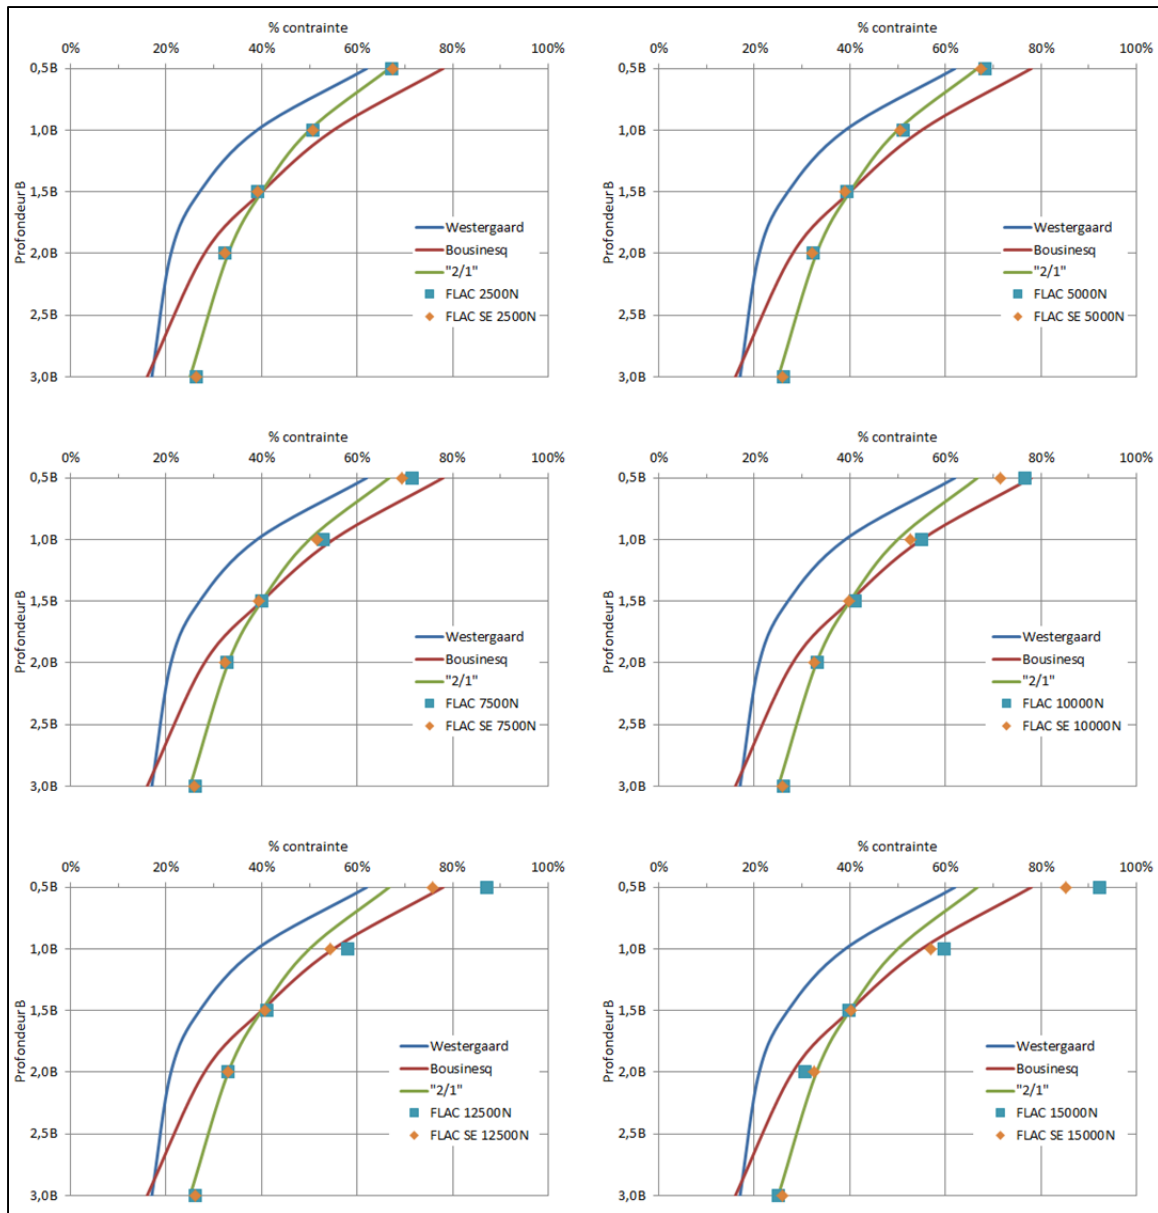 % contrainte
0% 20% 40% 60% 80% 100%
0,5B
1,0B
1,5B
2,0B
2,5B
3,0B
Profondeur B
Westergaard
Bousinesq
"2/1"
FLAC 2500N
FLAC SE 2500N
% contrainte
0% 20% 40% 60% 80% 100%
0,5B
1,0B
1,5B
2,0B
2,5B
3,0B
Profondeur B
Westergaard
Bousinesq
"2/1"
FLAC 5000N
FLAC SE 5000N
% contrainte
0% 20% 40% 60% 80% 100%
0,5B
1,0B
1,5B
2,0B
2,5B
3,0B
Profondeur B
Westergaard
Bousinesq
"2/1"
FLAC 7500N
FLAC SE 7500N
% contrainte
0% 20% 40% 60% 80% 100%
0,5B
1,0B
1,5B
2,0B
2,5B
3,0B
Profondeur B
Westergaard
Bousinesq
"2/1"
FLAC 10000N
FLAC SE 10000N
% contrainte
0% 20% 40% 60% 80% 100%
0,5B
1,0B
1,5B
2,0B
2,5B
3,0B
Profondeur B
Westergaard
Bousinesq
"2/1"
FLAC 12500N
FLAC SE 12500N
% contrainte
0% 20% 40% 60% 80% 100%
0,5B
1,0B
1,5B
2,0B
2,5B
3,0B
Profondeur B
Westergaard
Bousinesq
"2/1"
FLAC 15000N
FLAC SE 15000N